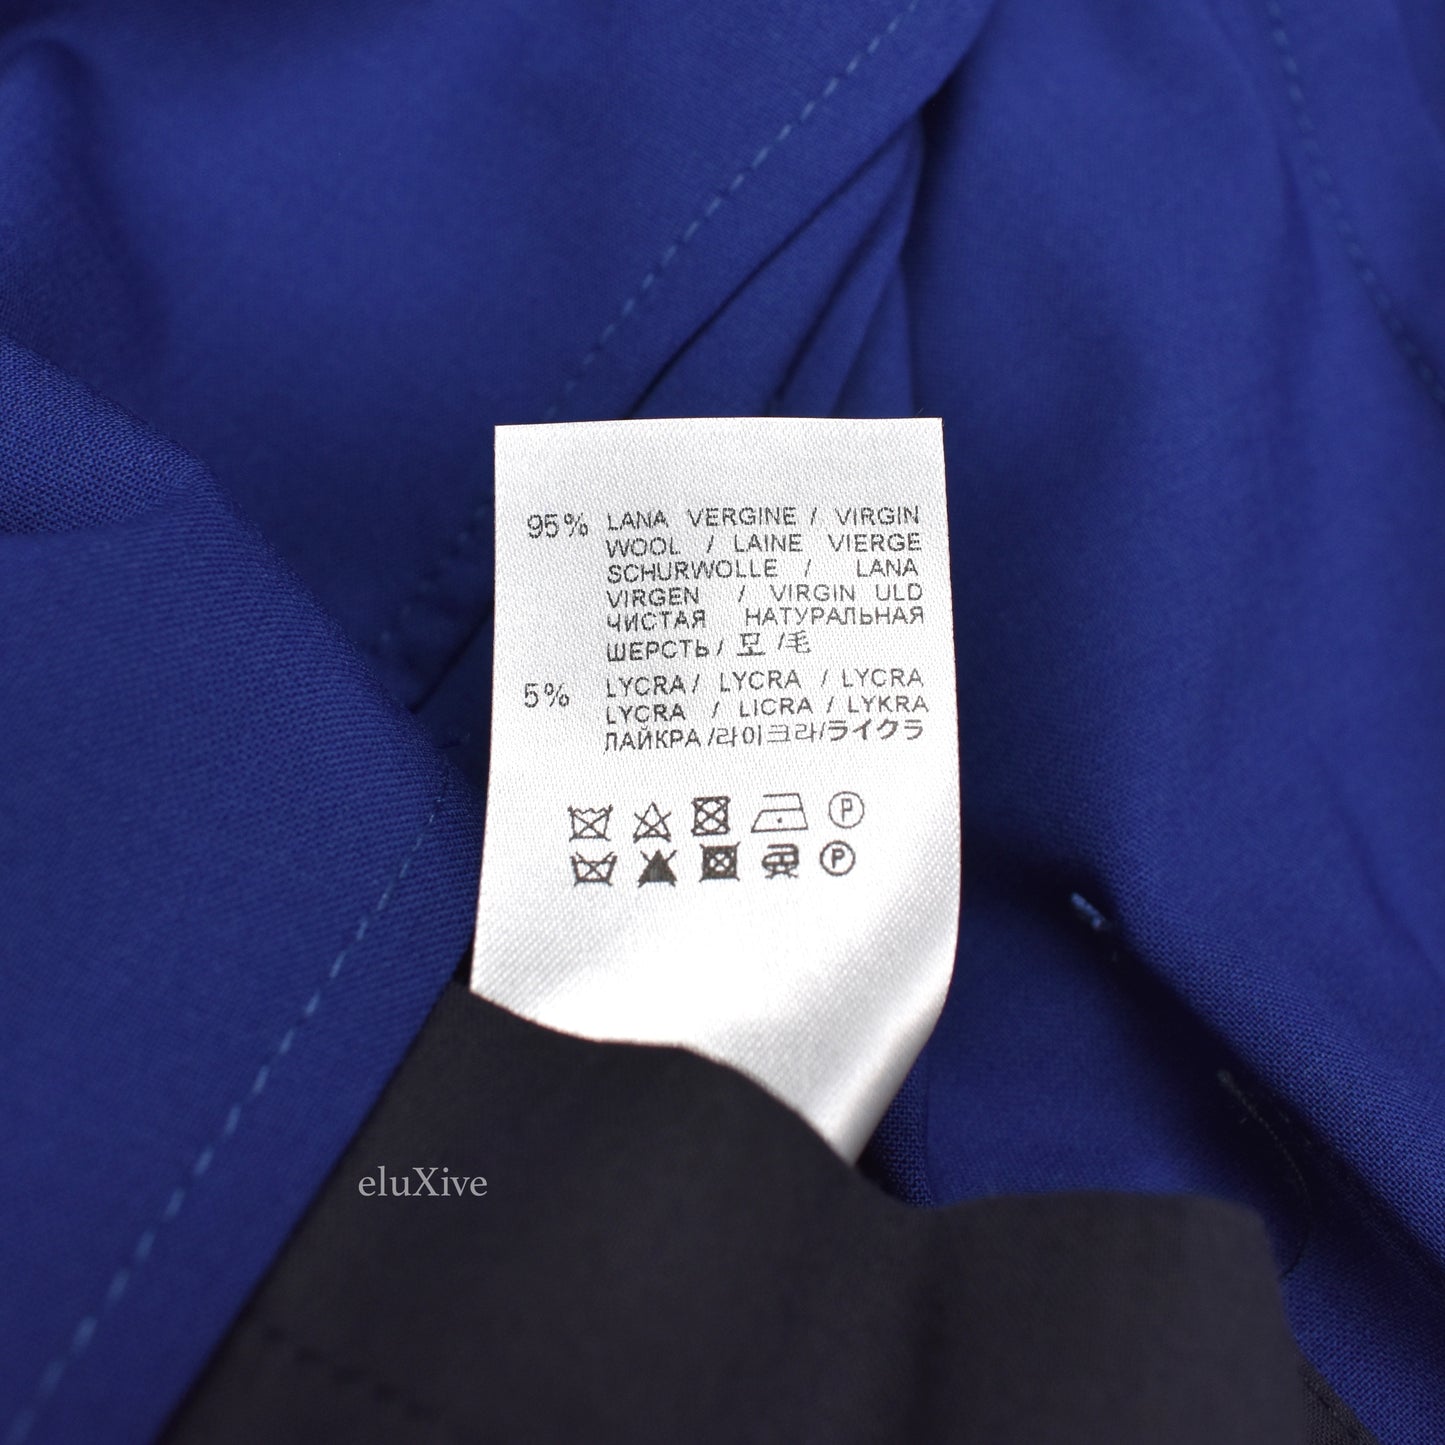 95% LANA VERGINE / VIRGIN
WOOL / LAINE VIERGE
SCHURWOLLE / LANA
VIRGEN / VIRGIN ULD
ЧИСТАЯ НАТУРАЛЬНАЯ
ШЕРСТЬ / 모 /毛
5% LYCRA / LYCRA / LYCRA
LYCRA / LICRA / LYKRA
ЛАЙКРА /라이크라/ライクラ
P
P
eluXive